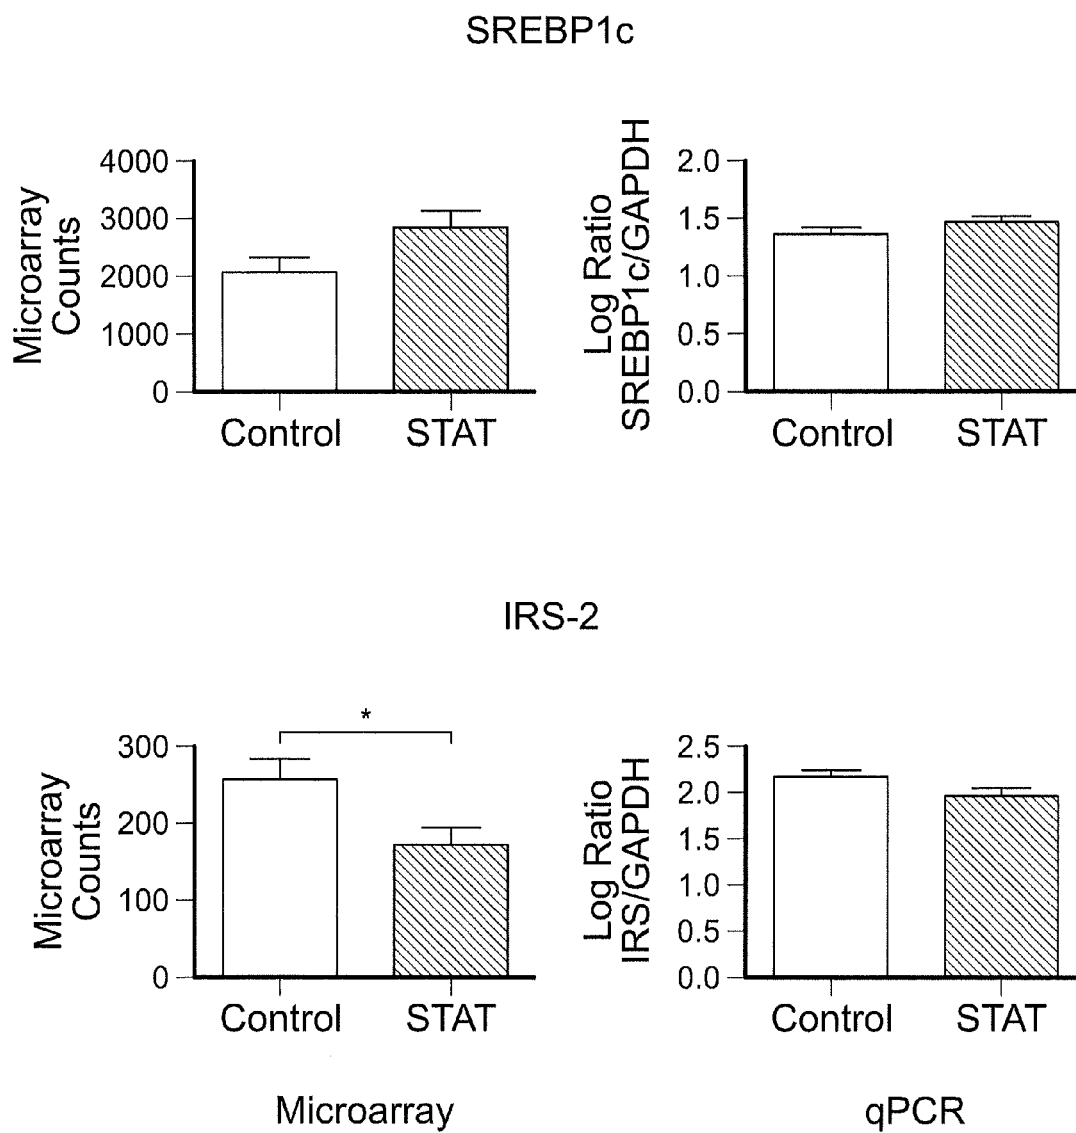 SREBP1c
Microarray
Counts
4000
3000
2000
1000
0
Control
STAT
Log Ratio
SREBP1c/GAPDH
2.0
1.5
1.0
0.5
0.0
Control
STAT
IRS-2
Microarray
Counts
300
200
100
0
*
Control
STAT
Log Ratio
IRS/GAPDH
2.5
2.0
1.5
1.0
0.5
0.0
Control
STAT
Microarray
qPCR